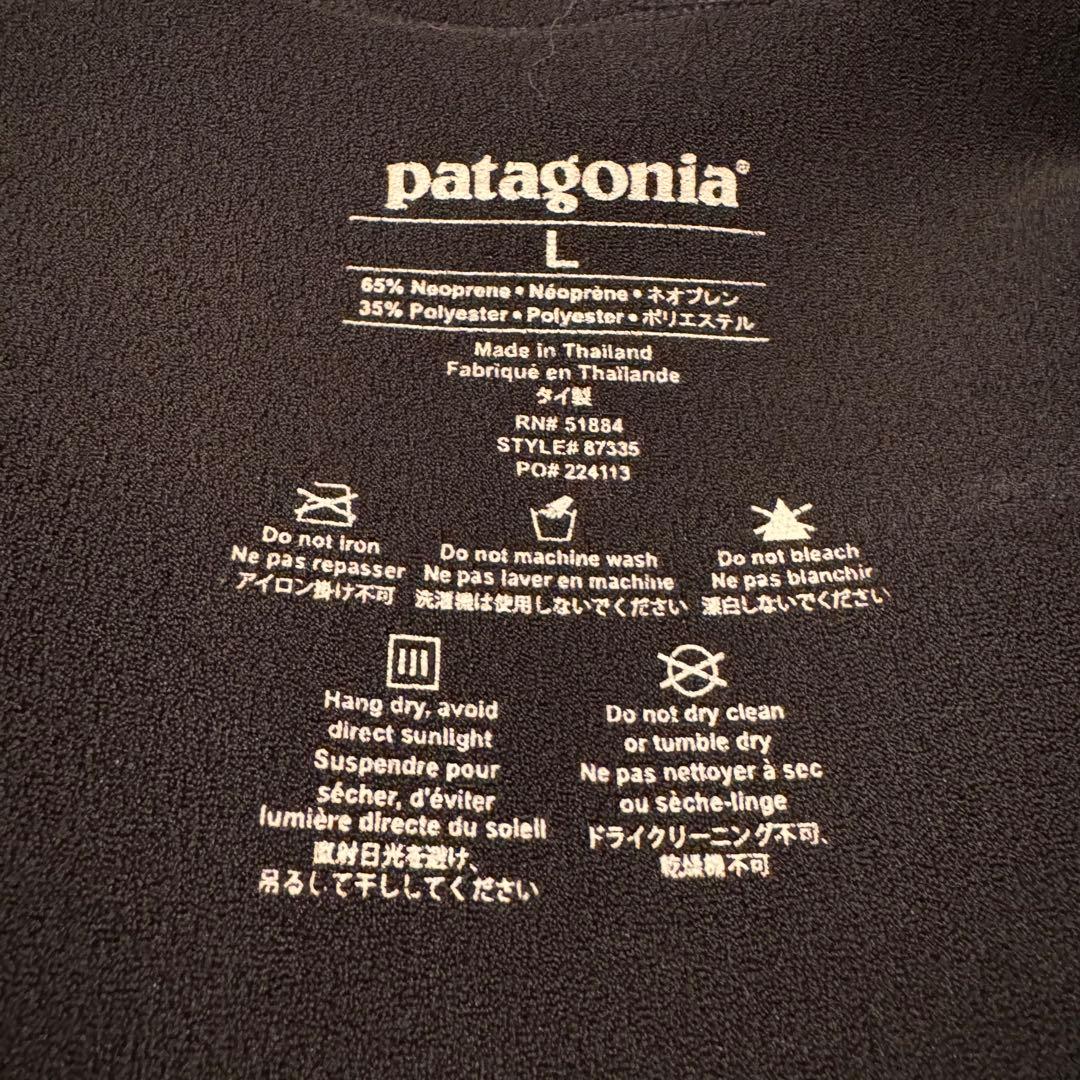 patagonia®
L
65% Neoprene • Néoprène • ネオプレン
35% Polyester • Polyester • ポリエステル
Made in Thailand
Fabriqué en Thaïlande
タイ製
RN# 51884
STYLE# 87335
PO# 224113
Do not iron
Ne pas repasser
アイロン掛け不可
Do not machine wash
Ne pas laver en machine
洗濯機は使用しないでください
Do not bleach
Ne pas blanchir
漂白しないでください
Hang dry, avoid
direct sunlight
Suspendre pour
sécher, d'éviter
lumière directe du soleil
直射日光を避け、
吊るして干ししてください
Do not dry clean
or tumble dry
Ne pas nettoyer à sec
ou sèche-linge
ドライクリーニング不可、
乾燥機不可